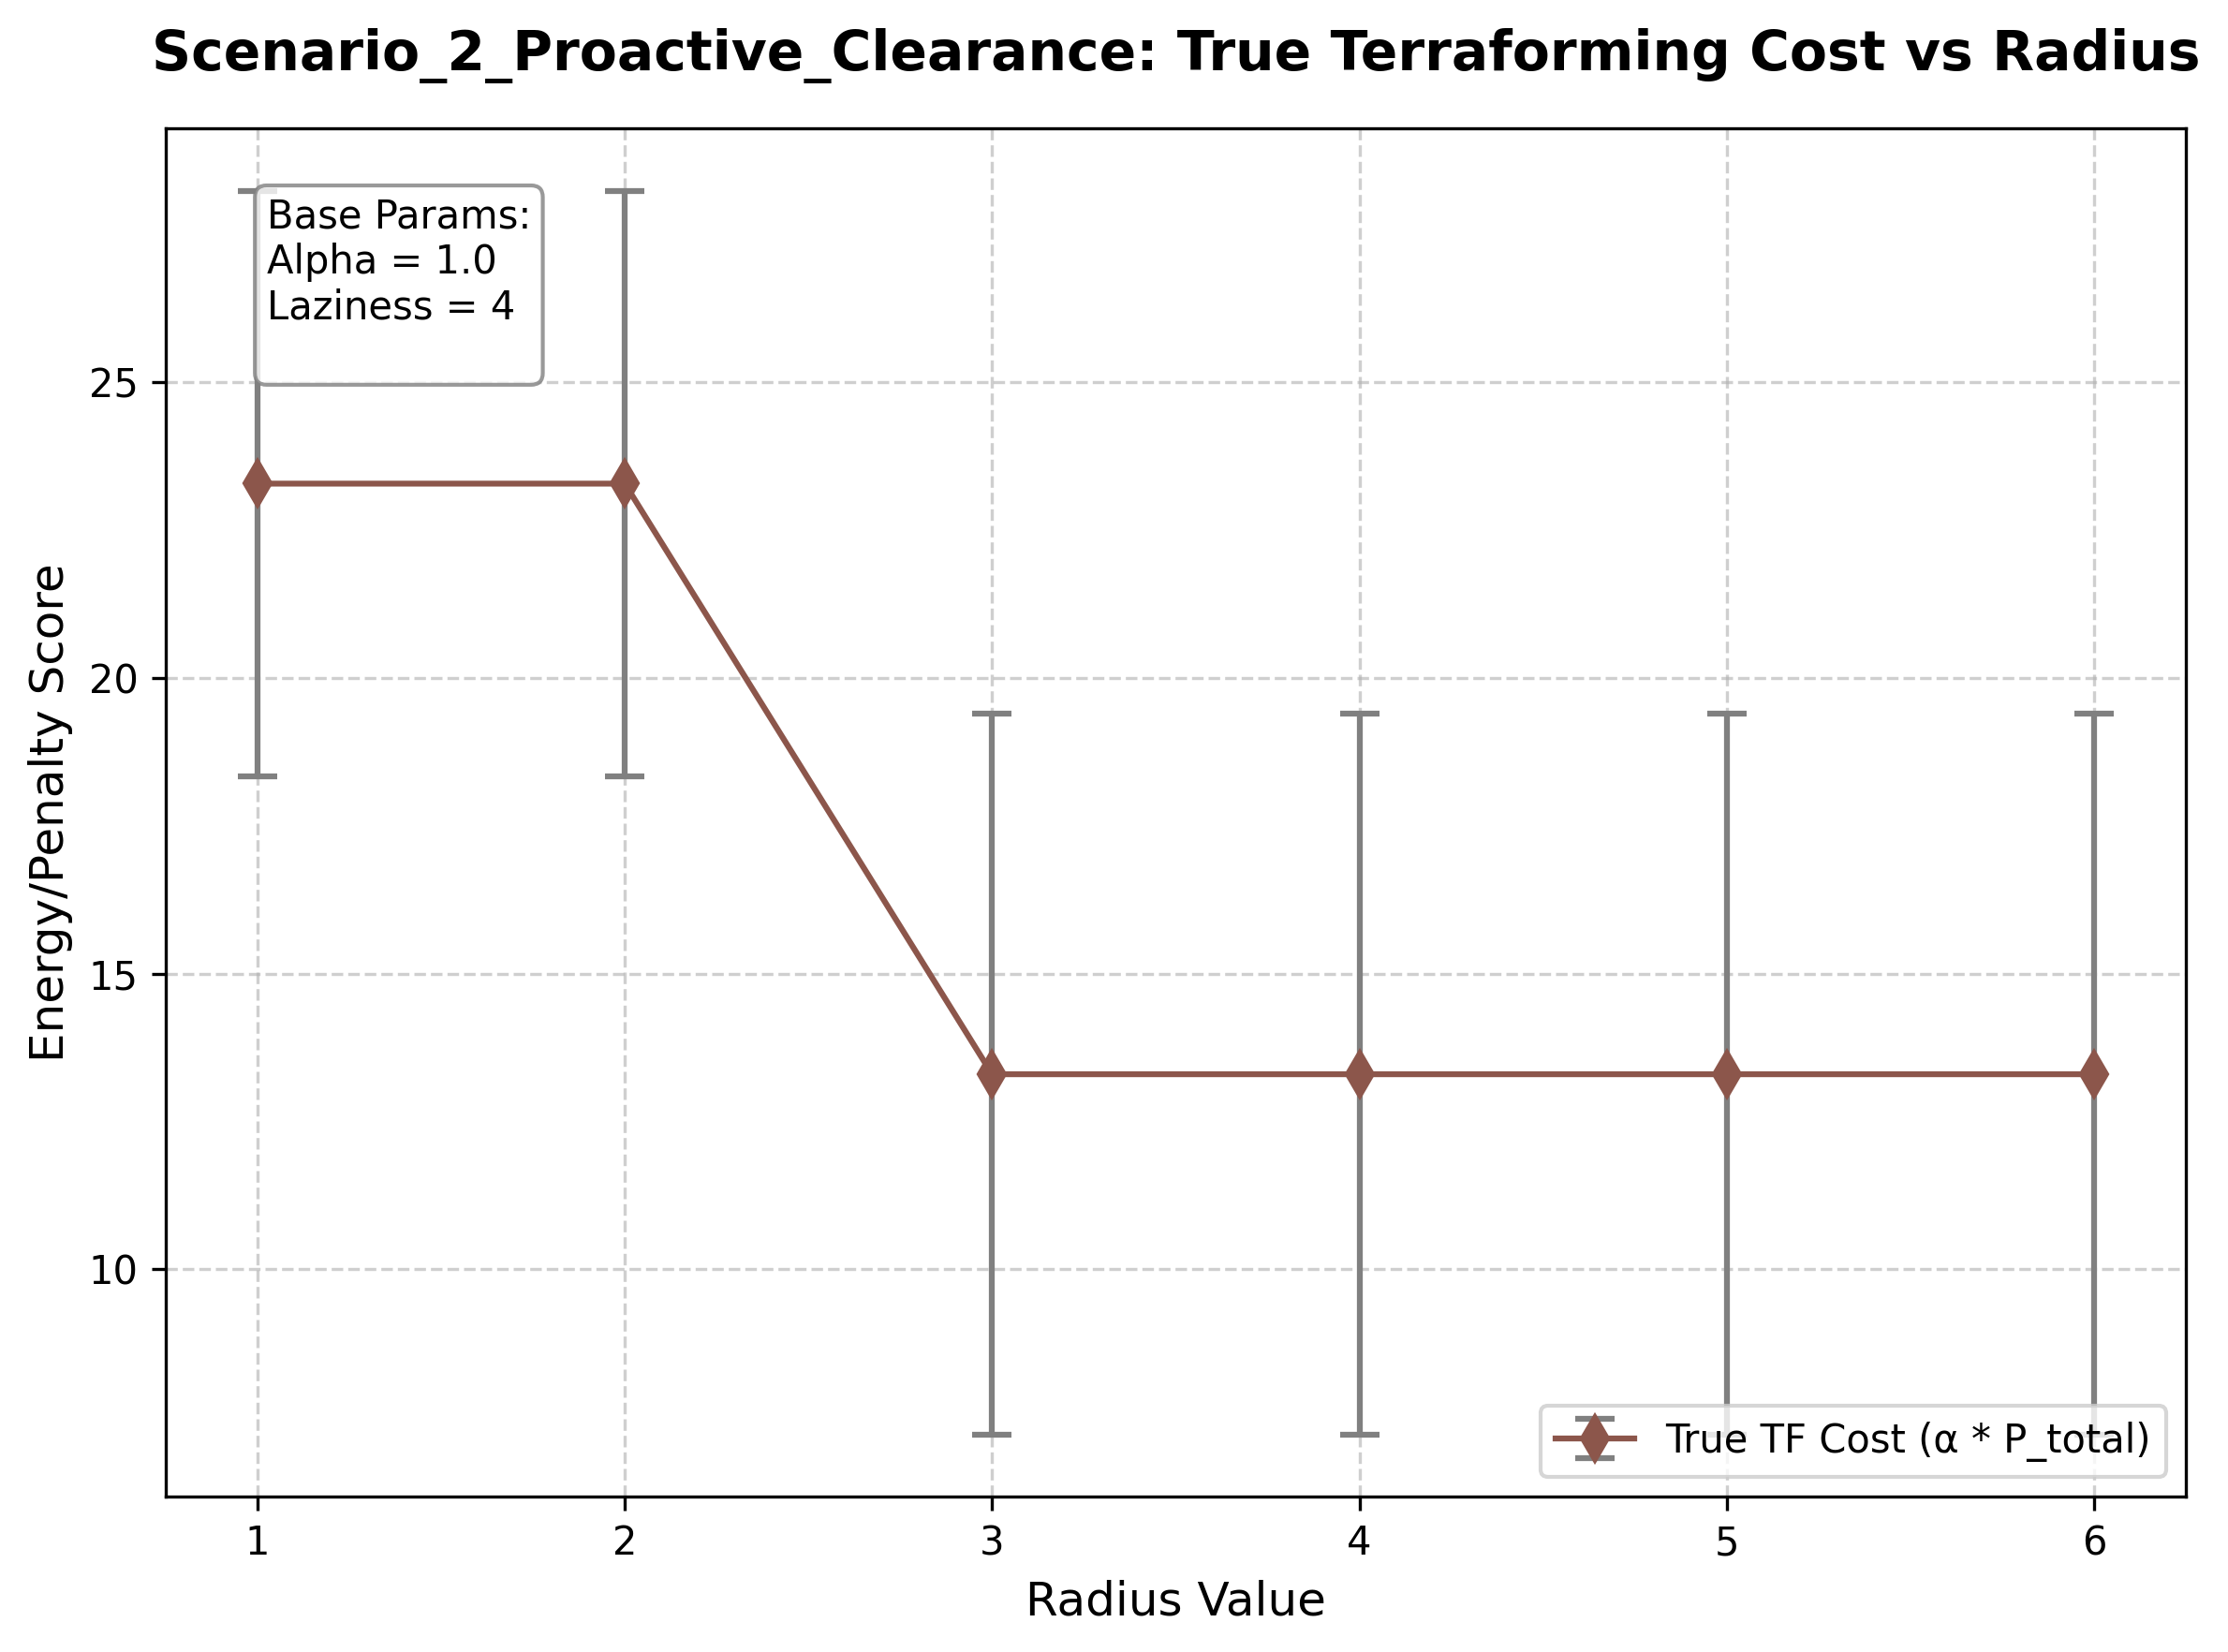 Scenario_2_Proactive_Clearance: True Terraforming Cost vs Radius
Base Params:
Alpha = 1.0
Laziness = 4
25
20
15
10
Energy/Penalty Score
True TF Cost (α * P_total)
1 2 3 4 5 6
Radius Value